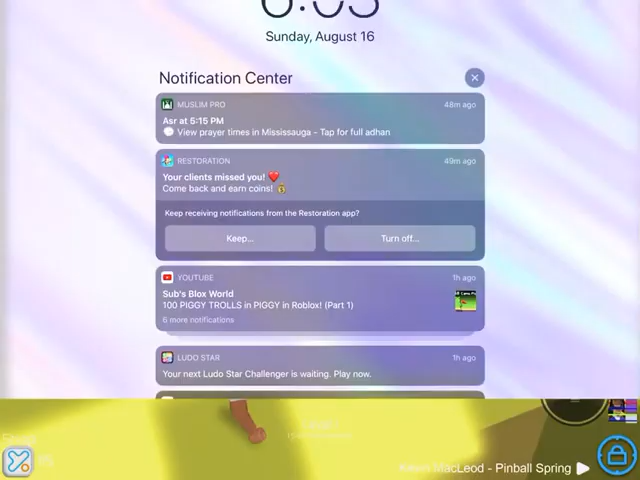 6:03
Sunday, August 16
Notification Center
MUSLIM PRO
48m ago
Asr at 5:15 PM
View prayer times in Mississauga - Tap for full adhan
RESTORATION
49m ago
Your clients missed you! ❤️
Come back and earn coins! 💰
Keep receiving notifications from the Restoration app?
Keep...
Turn off...
YOUTUBE
1h ago
Sub's Blox World
100 PIGGY TROLLS in PIGGY in Roblox! (Part 1)
6 more notifications
LUDO STAR
1h ago
Your next Ludo Star Challenger is waiting. Play now.
Kevin MacLeod - Pinball Spring